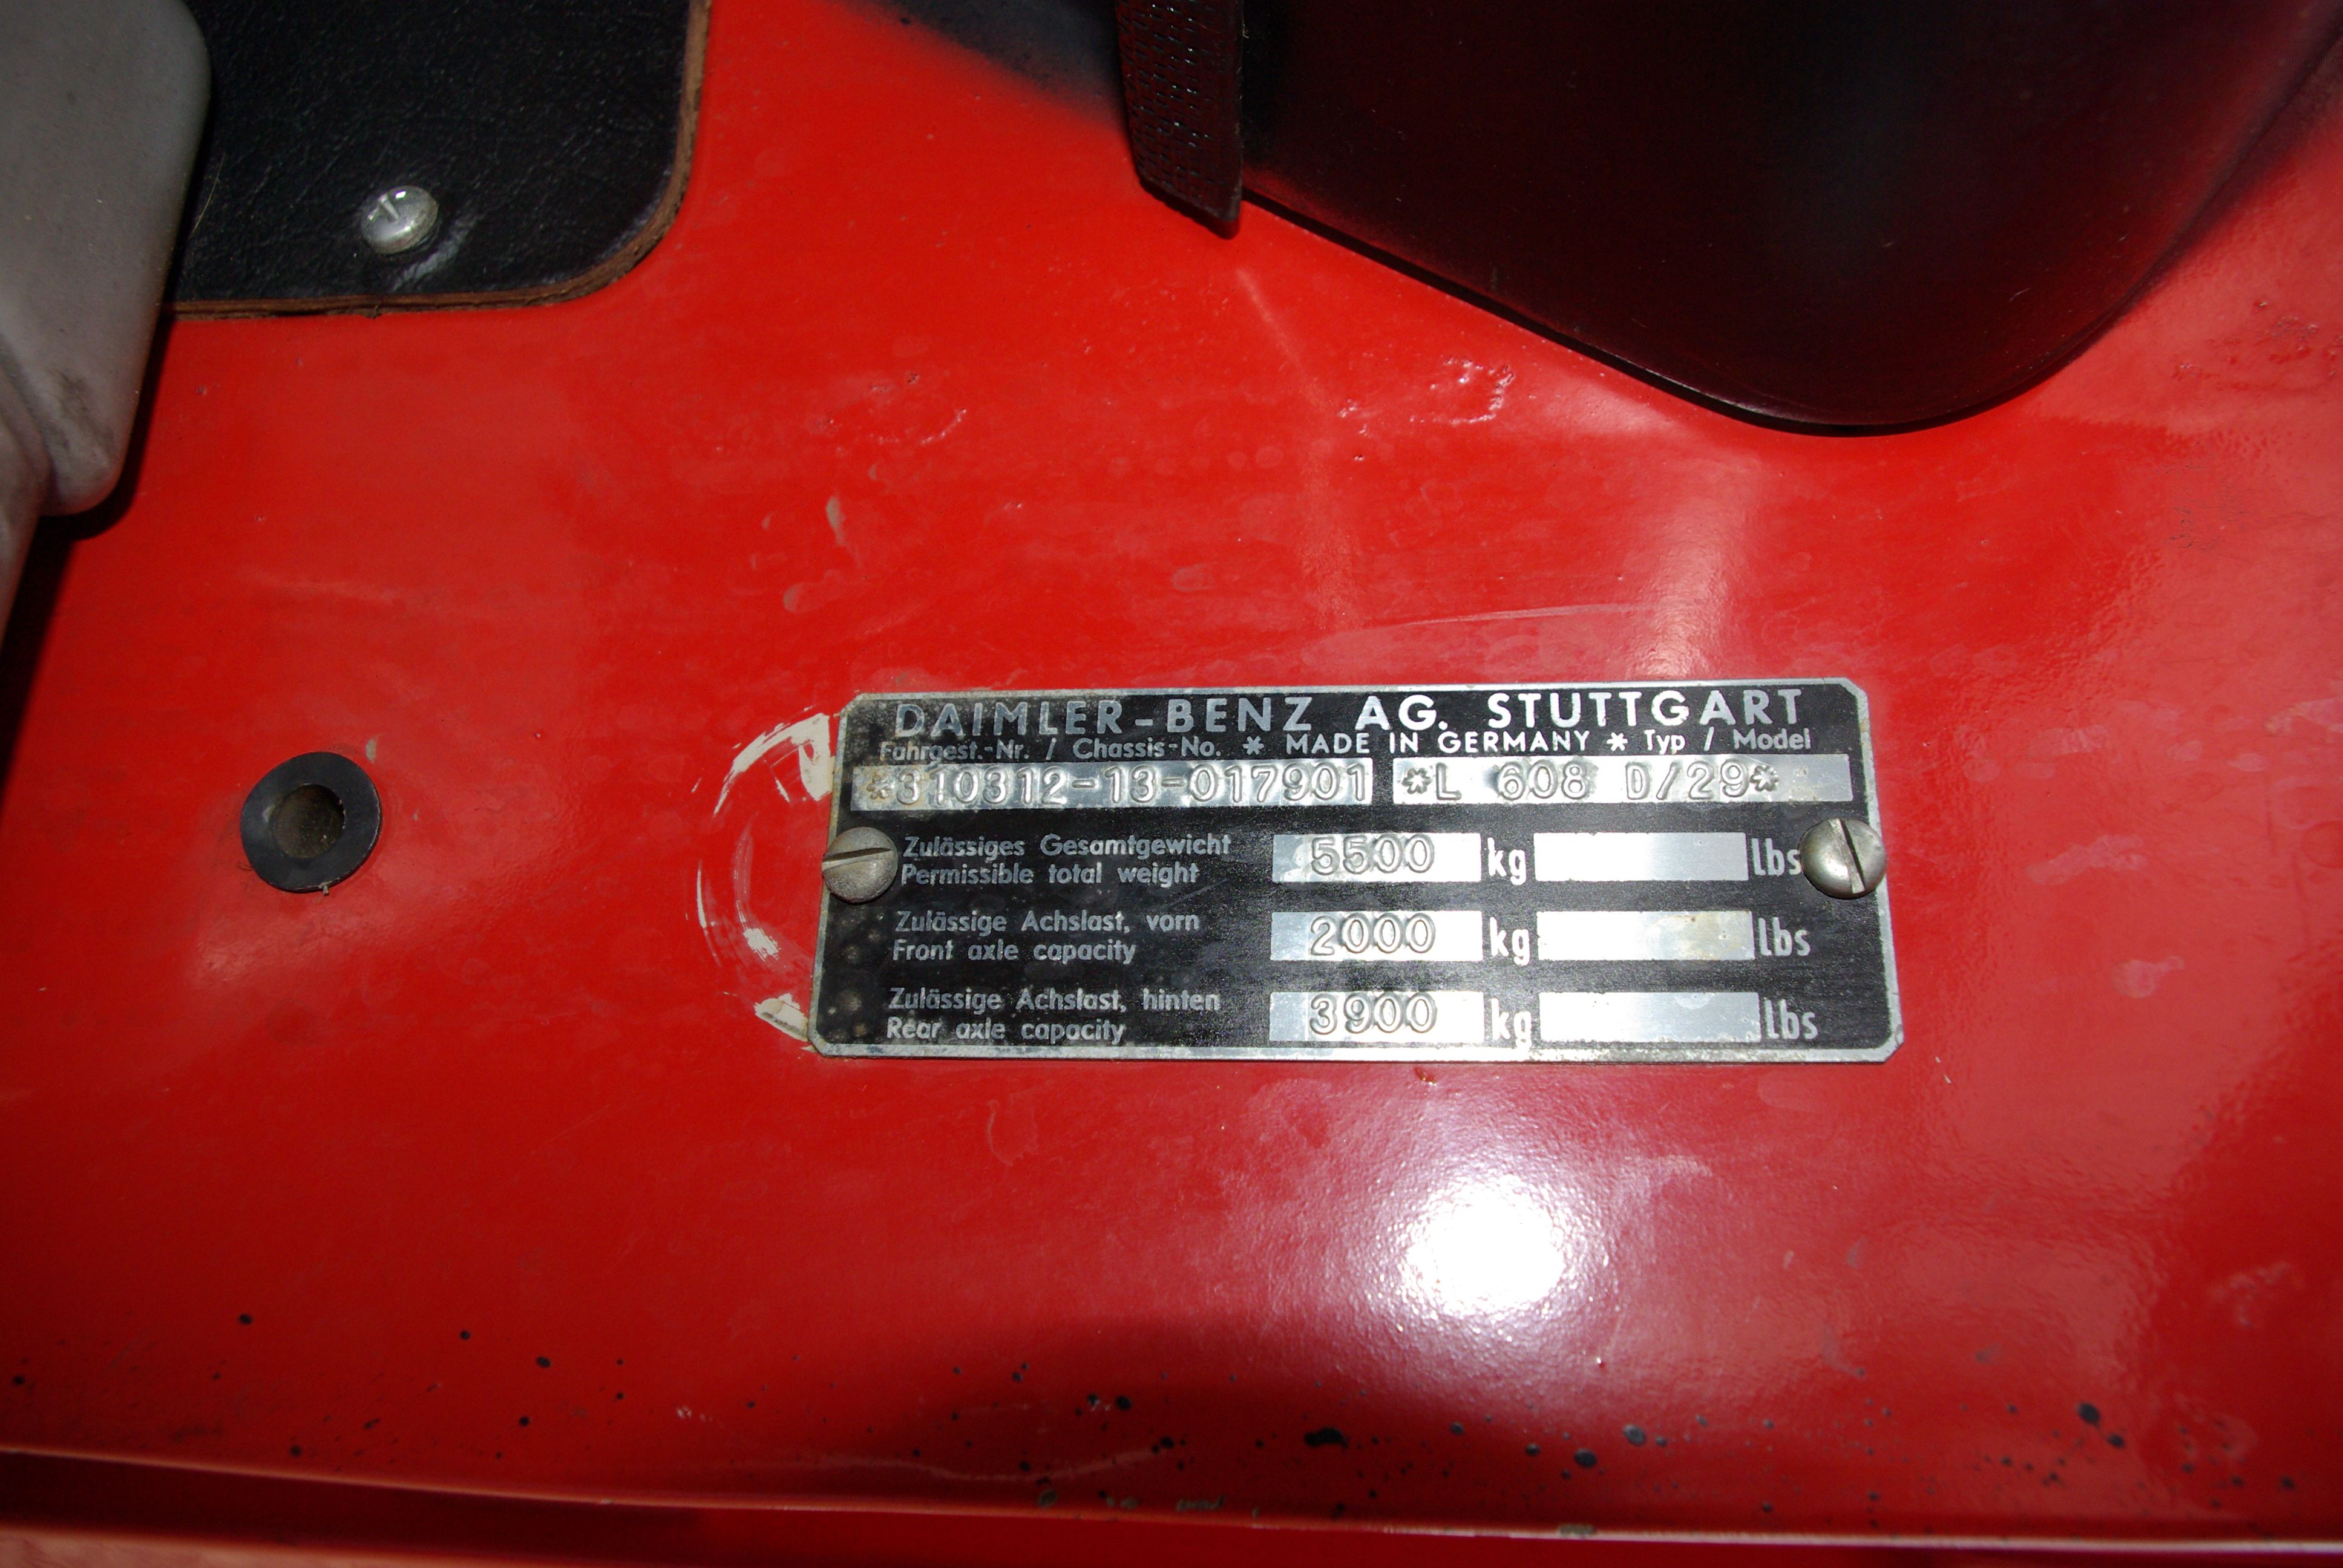 DAIMLER-BENZ AG. STUTTGART
Fahrgest.-Nr. / Chassis-No. * MADE IN GERMANY * Typ / Model
*310312-13-017901 *L 608 D/29*
Zulässiges Gesamtgewicht
Permissible total weight 5500 kg lbs
Zulässige Achslast, vorn
Front axle capacity 2000 kg lbs
Zulässige Achslast, hinten
Rear axle capacity 3900 kg lbs